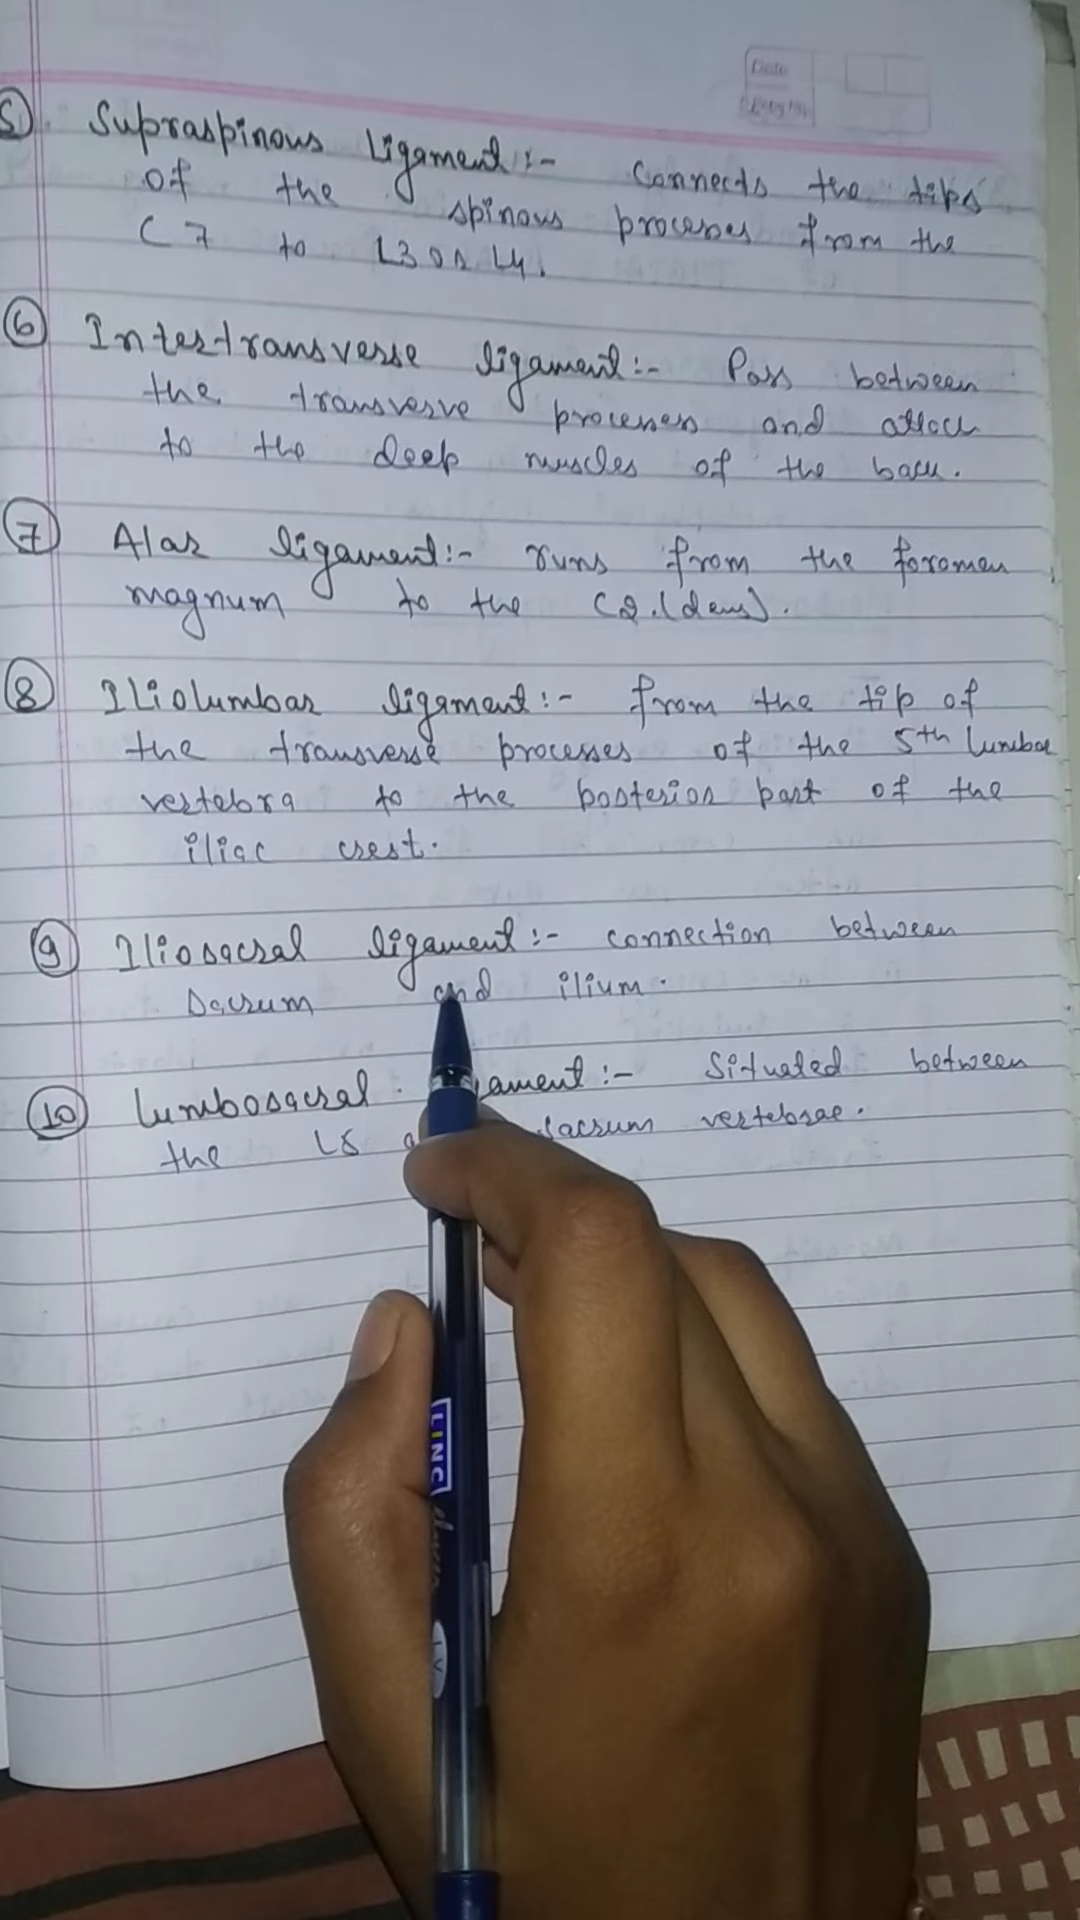 5) Supraspinous Ligament :- connects the tips
of the spinous processes from the
C7 to L3 or L4.
6 Intertransverse ligament :- Pass between
the transverse processes and attach
to the deep muscles of the back.
7 Alar ligament :- runs from the foramen
magnum to the C2.(dens).
8 Iliolumbar ligament :- from the tip of
the transverse processes of the 5th lumbar
vertebra to the posterior part of the
iliac crest.
9 Iliosacral ligament :- connection between
sacrum and ilium.
10 Lumbosacral ament :- Situated between
the L5 sacrum vertebrae.
Date
LINC